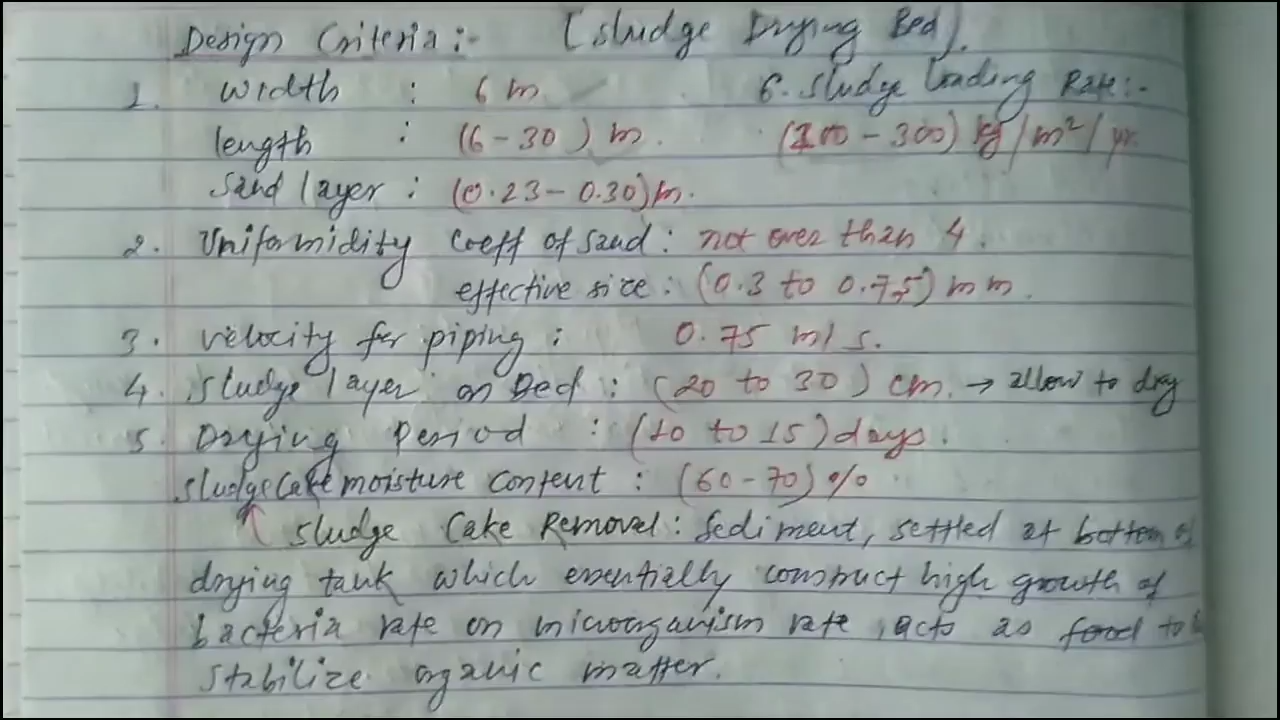 Design Criteria:- [Sludge Drying Bed].
1. width : 6 m
length : (6-30) m.
Sand layer : (0.23-0.30)m.
6. Sludge loading Rate:-
(100-300) kg/m²/yr.
2. Uniformidity coeff of sand : not over than 4.
effective size : (0.3 to 0.75) mm.
3. velocity for piping : 0.75 m/s.
4. Sludge layer on Bed : (20 to 30) cm. → allow to dry
5. Drying Period : (10 to 15) days.
Sludge Cake moisture content : (60-70) %
↑ Sludge Cake Removal : Sediment, settled at bottom of
drying tank which essentially construct high growth of
bacteria rate on microorganism rate, acts as food to
stabilize organic matter.